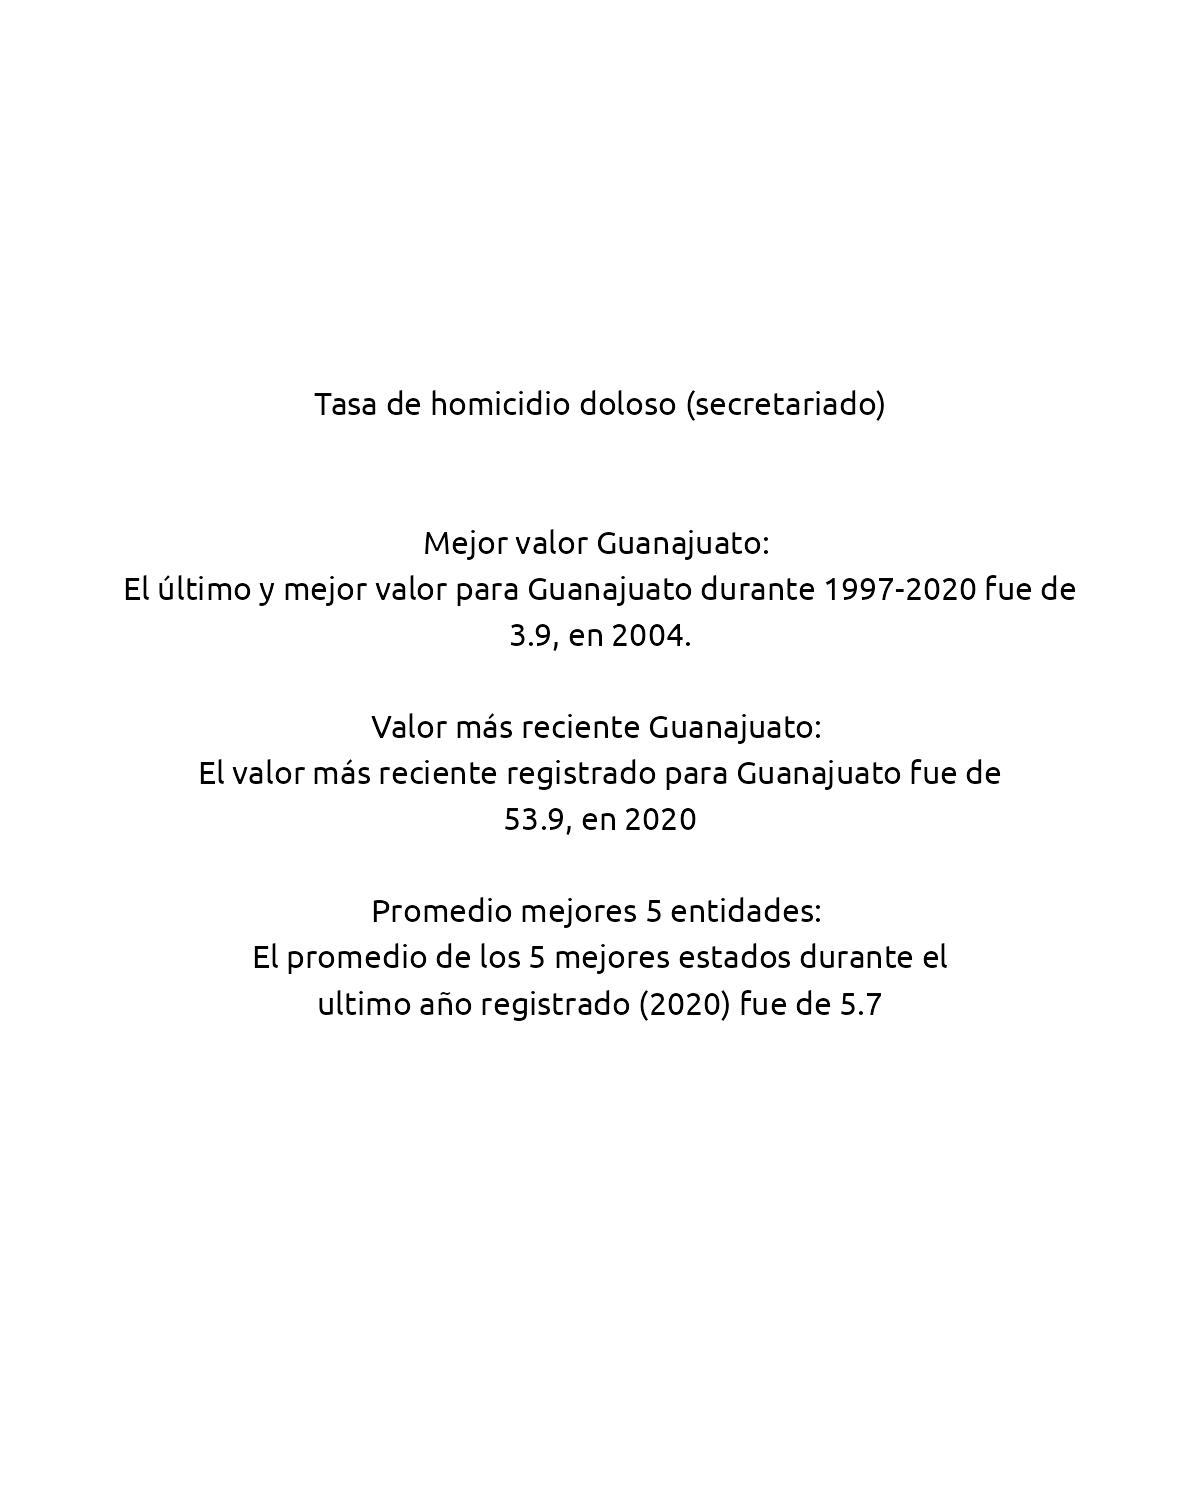 Tasa de homicidio doloso (secretariado)
Mejor valor Guanajuato:
El último y mejor valor para Guanajuato durante 1997-2020 fue de
3.9, en 2004.
Valor más reciente Guanajuato:
El valor más reciente registrado para Guanajuato fue de
53.9, en 2020
Promedio mejores 5 entidades:
El promedio de los 5 mejores estados durante el
ultimo año registrado (2020) fue de 5.7